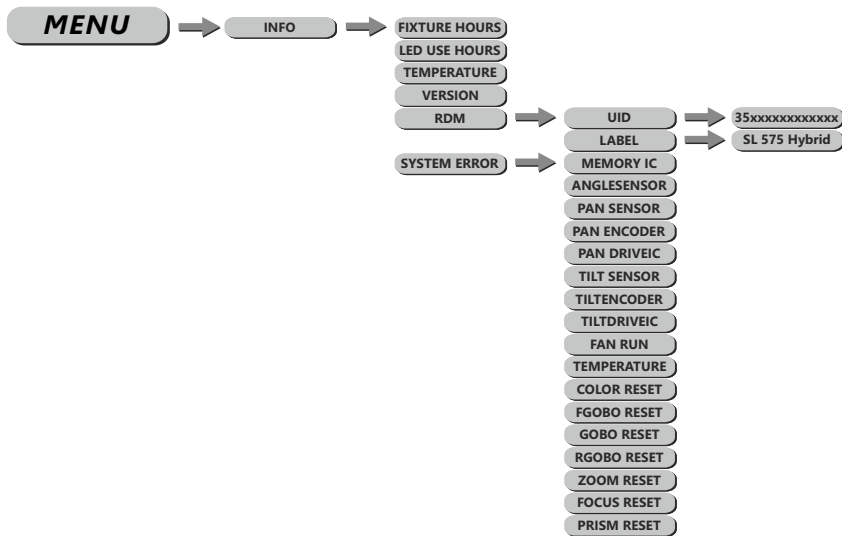 MENU INFO FIXTURE HOURS
LED USE HOURS
TEMPERATURE
VERSION
RDM UID 35xxxxxxxxxxxx
LABEL SL 575 Hybrid
SYSTEM ERROR MEMORY IC
ANGLESENSOR
PAN SENSOR
PAN ENCODER
PAN DRIVEIC
TILT SENSOR
TILTENCODER
TILTDRIVEIC
FAN RUN
TEMPERATURE
COLOR RESET
FGOBO RESET
GOBO RESET
RGOBO RESET
ZOOM RESET
FOCUS RESET
PRISM RESET